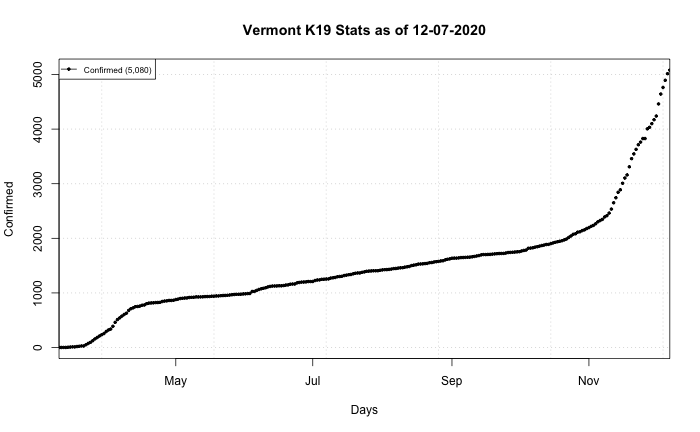 Vermont K19 Stats as of 12-07-2020
Confirmed (5,080)
5000
4000
3000
2000
1000
0
Confirmed
May Jul Sep Nov
Days